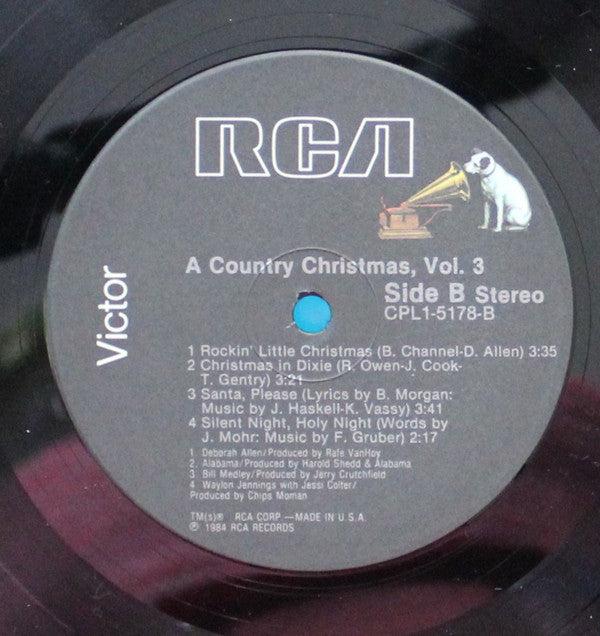 RCA
Victor
A Country Christmas, Vol. 3
Side B Stereo
CPL1-5178-B
1 Rockin' Little Christmas (B. Channel-D. Allen) 3:35
2 Christmas in Dixie (R. Owen-J. Cook-
T. Gentry) 3:21
3 Santa, Please (Lyrics by B. Morgan:
Music by J. Haskell-K. Vassy) 3:41
4 Silent Night, Holy Night (Words by
J. Mohr: Music by F. Gruber) 2:17
1. Deborah Allen/Produced by Rafe VanHoy
2. Alabama/Produced by Harold Shedd & Alabama
3. Bill Medley/Produced by Jerry Crutchfield
4 Waylon Jennings with Jessi Colter/
Produced by Chips Moman
TM(s)® RCA CORP —MADE IN U.S.A.
℗ 1984 RCA RECORDS